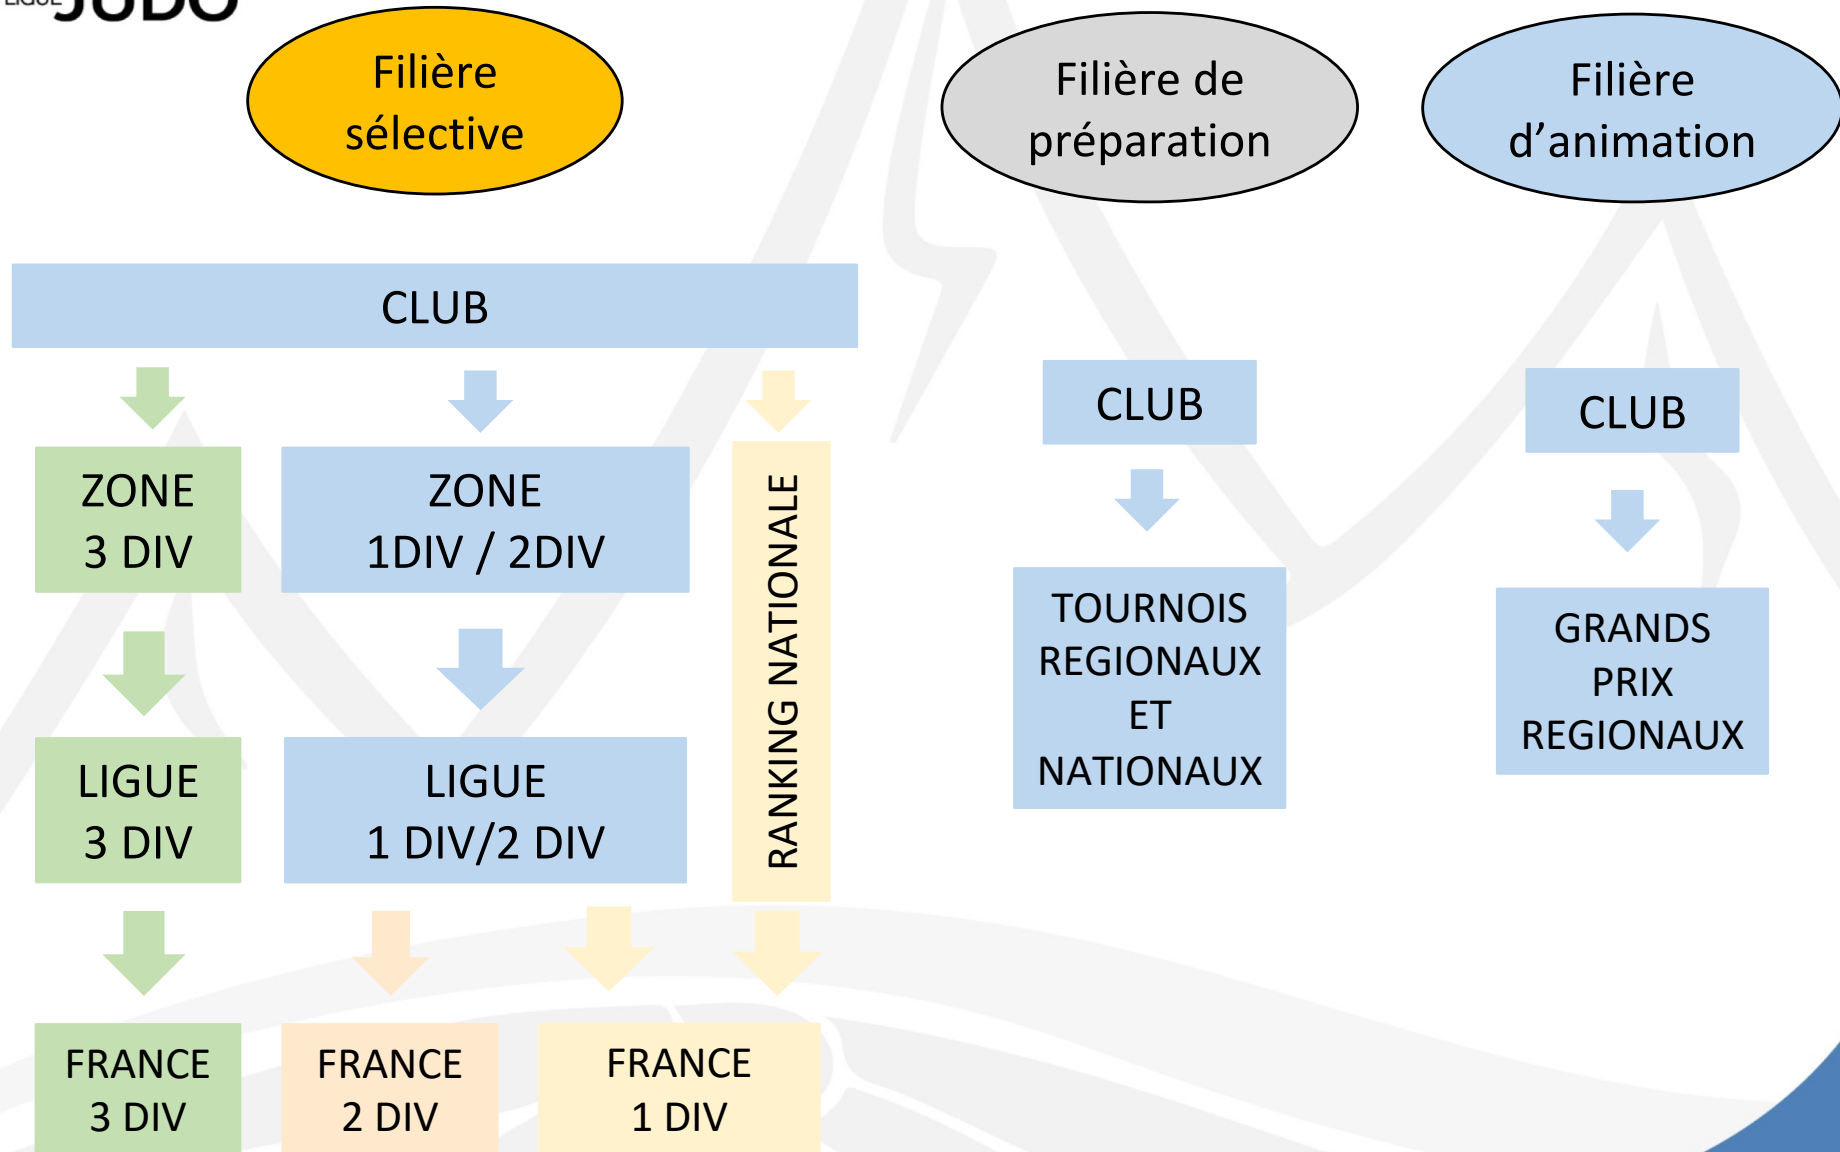 LIGUE JUDO
Filière
sélective
Filière de
préparation
Filière
d’animation
CLUB
ZONE
3 DIV
ZONE
1DIV / 2DIV
RANKING NATIONALE
LIGUE
3 DIV
LIGUE
1 DIV/2 DIV
FRANCE
3 DIV
FRANCE
2 DIV
FRANCE
1 DIV
CLUB
TOURNOIS
REGIONAUX
ET
NATIONAUX
CLUB
GRANDS
PRIX
REGIONAUX